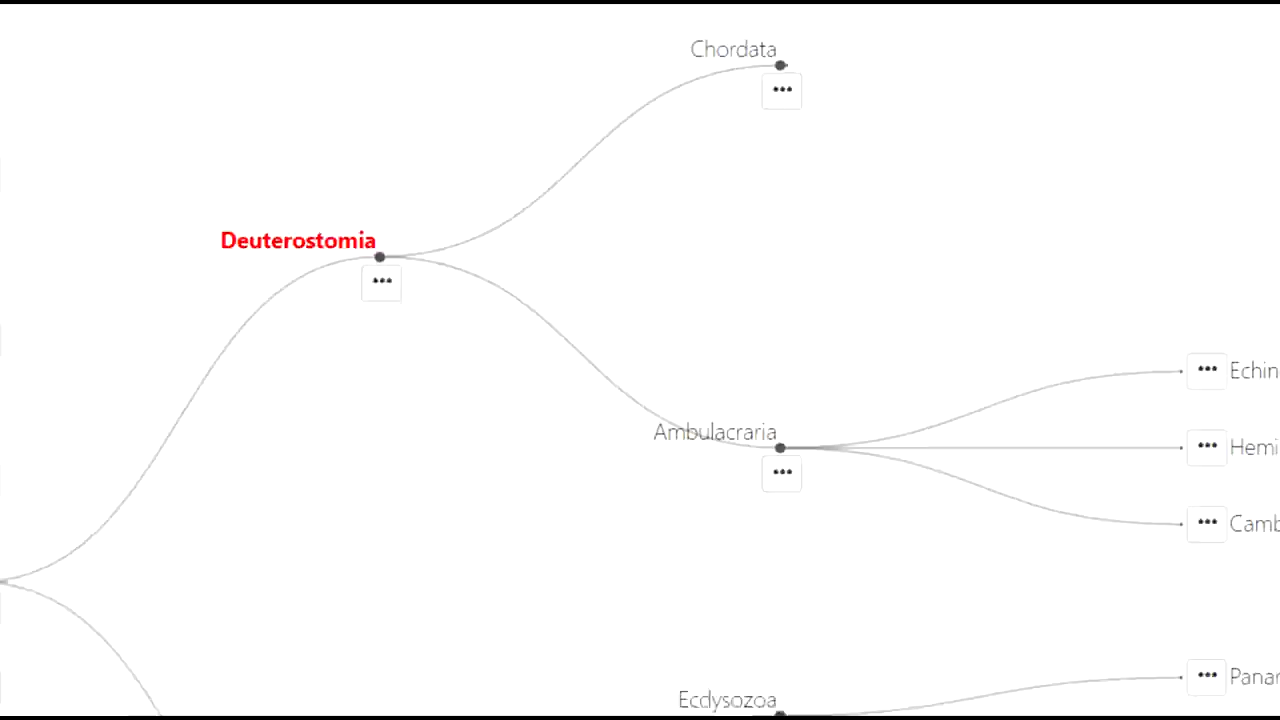 Chordata
•••
Deuterostomia
•••
Echin
•••
Ambulacraria
•••
Hemi
•••
Camb
•••
Panar
•••
Ecdysozoa